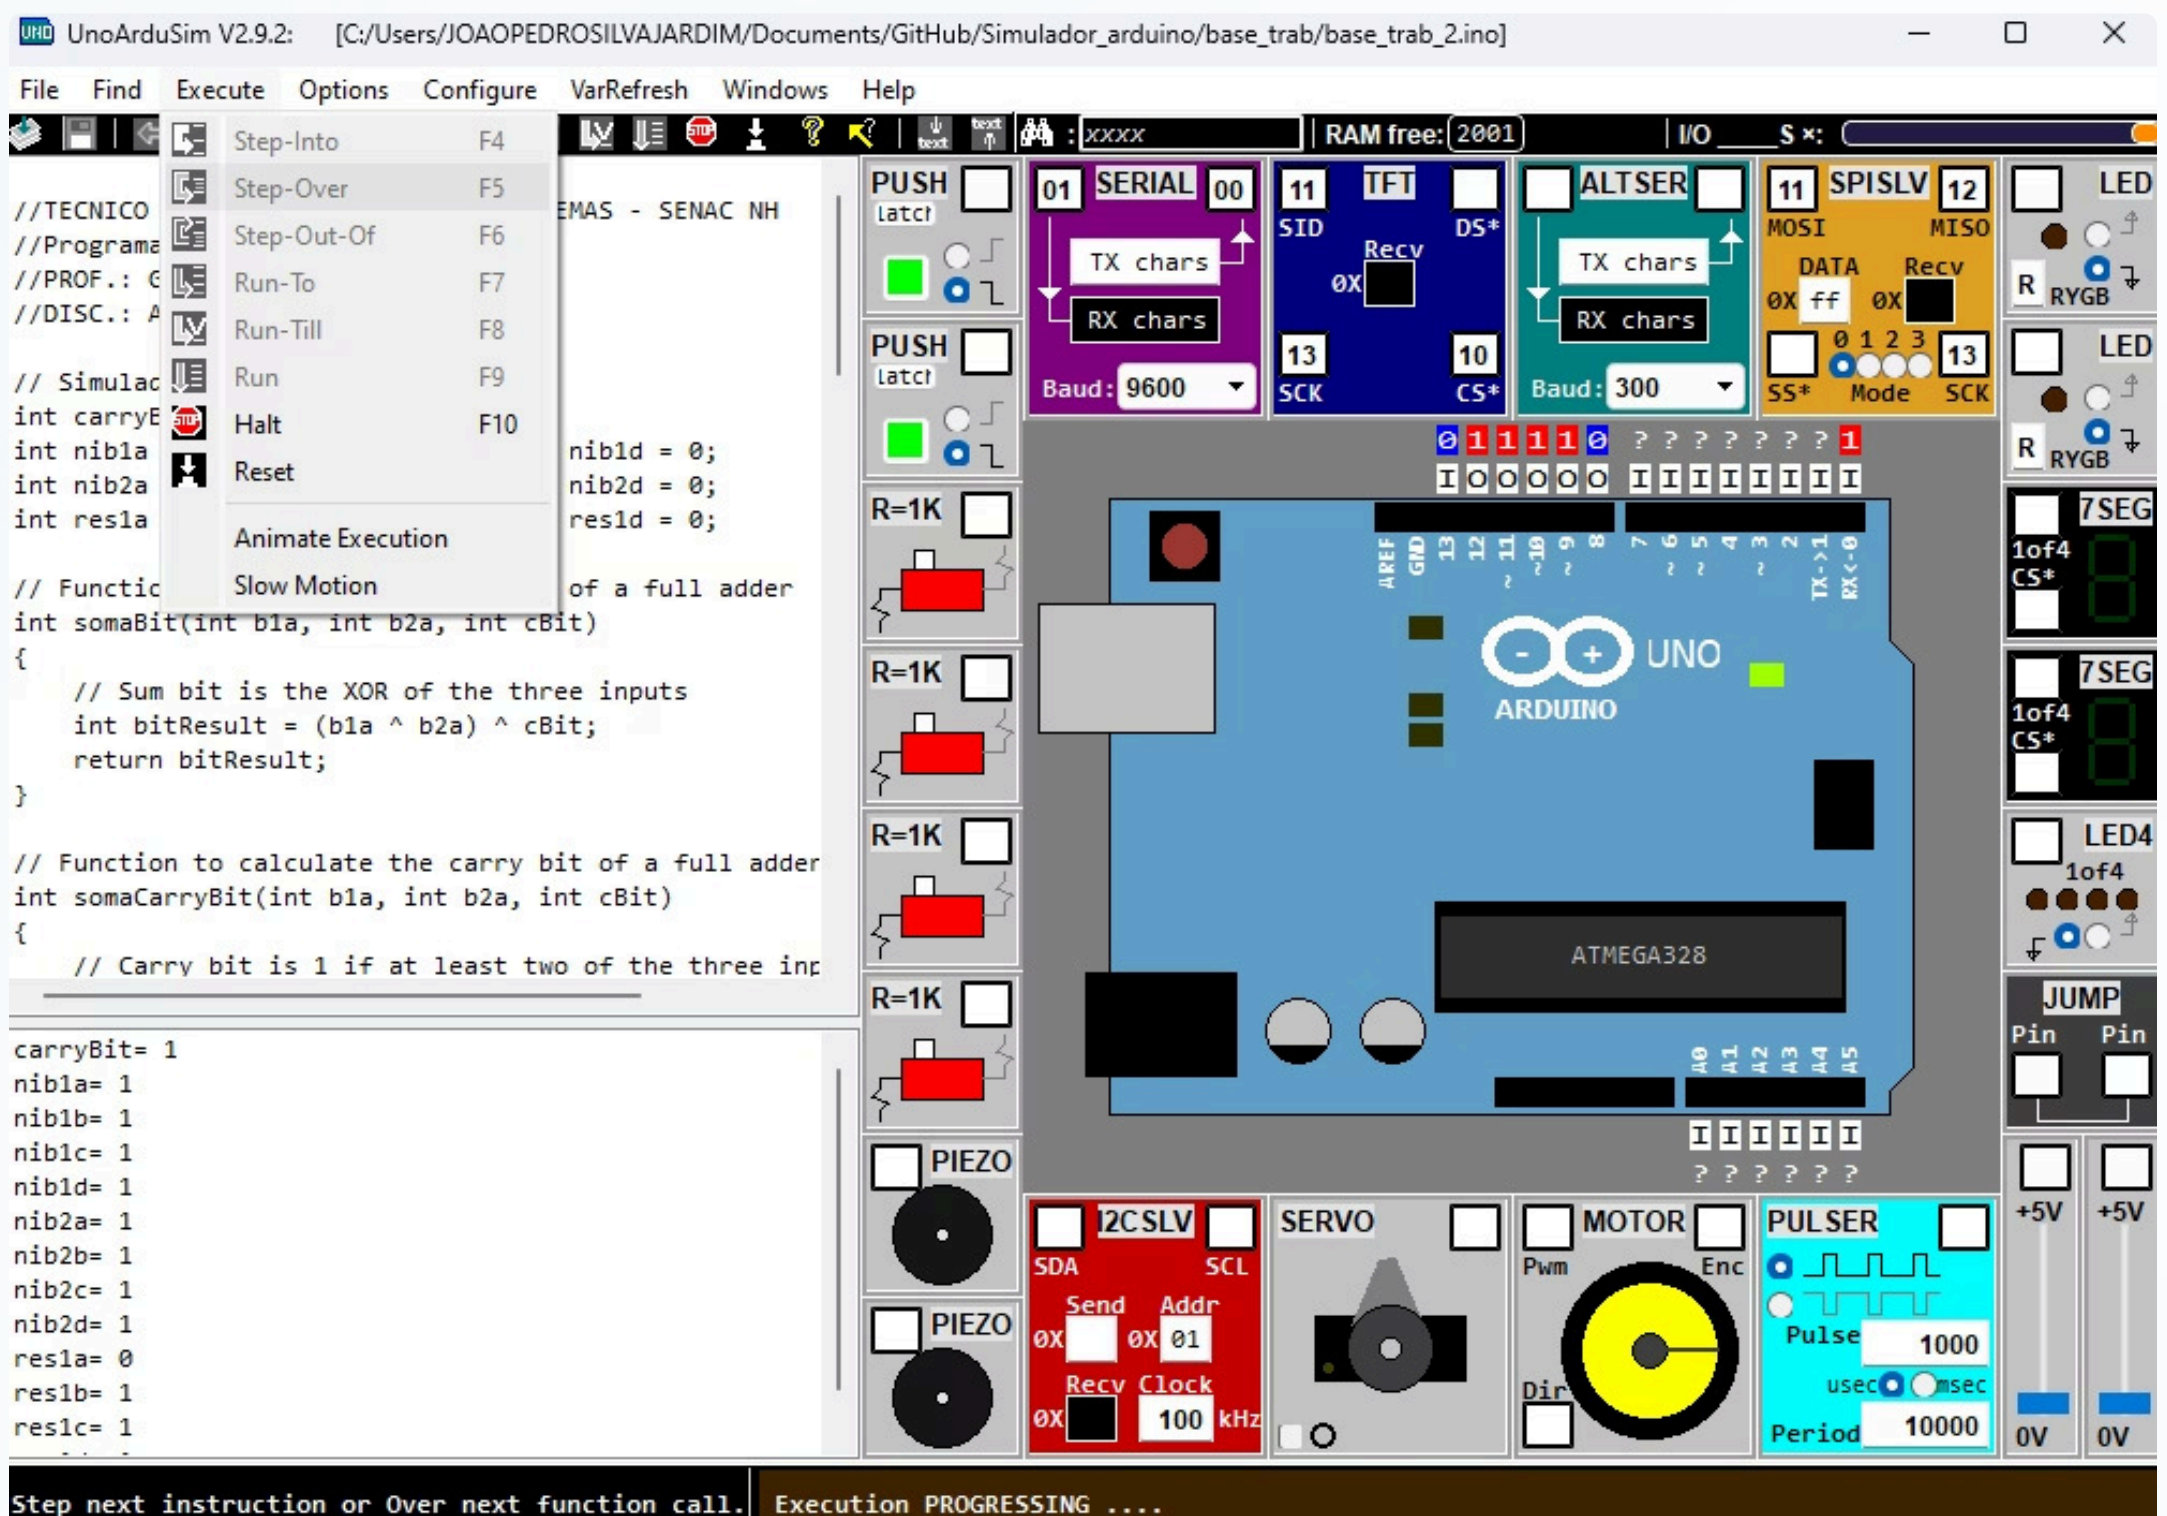 UNO UnoArduSim V2.9.2: [C:/Users/JOAOPEDROSILVAJARDIM/Documents/GitHub/Simulador_arduino/base_trab/base_trab_2.ino]
File Find Execute Options Configure VarRefresh Windows Help
STOP ? ? text text : xxxx RAM free: 2001 I/O _____S ×:
Step-Into F4
Step-Over F5
Step-Out-Of F6
Run-To F7
Run-Till F8
Run F9
STOP Halt F10
Reset
Animate Execution
Slow Motion
//TECNICO EMAS - SENAC NH
//Programa
//PROF.: G
//DISC.: A
// Simulad
int carryB
int nib1a nib1d = 0;
int nib2a nib2d = 0;
int res1a res1d = 0;
// Functio of a full adder
int somaBit(int b1a, int b2a, int cBit)
{
// Sum bit is the XOR of the three inputs
int bitResult = (b1a ^ b2a) ^ cBit;
return bitResult;
}
// Function to calculate the carry bit of a full adder
int somaCarryBit(int b1a, int b2a, int cBit)
{
// Carry bit is 1 if at least two of the three inp
carryBit= 1
nib1a= 1
nib1b= 1
nib1c= 1
nib1d= 1
nib2a= 1
nib2b= 1
nib2c= 1
nib2d= 1
res1a= 0
res1b= 1
res1c= 1
PUSH
Latch
PUSH
Latch
R=1K
R=1K
R=1K
R=1K
PIEZO
PIEZO
01 SERIAL 00
TX chars
RX chars
Baud: 9600
11 TFT
SID DS*
Recv
0X
13 10
SCK CS*
ALTSER
TX chars
RX chars
Baud: 300
11 SPISLV 12
MOSI MISO
DATA Recv
0X ff 0X
0 1 2 3 13
SS* Mode SCK
0 1 1 1 1 0 ? ? ? ? ? ? ? 1
I O O O O O I I I I I I I I
AREF GND 13 12 ~11 ~10 ~9 8 7 ~6 ~5 4 ~3 2 TX->1 RX<-0
- + UNO
ARDUINO
ATMEGA328
A0 A1 A2 A3 A4 A5
I I I I I I
? ? ? ? ? ?
I2CSLV
SDA SCL
Send Addr
0X 0X 01
Recv Clock
0X 100 kHz
SERVO
MOTOR
Pwm Enc
Dir
PULSER
Pulse 1000
usec msec
Period 10000
LED
R RYGB
LED
R RYGB
7SEG
1of4
CS*
7SEG
1of4
CS*
LED4
1of4
JUMP
Pin Pin
+5V +5V
0V 0V
Step next instruction or Over next function call. Execution PROGRESSING ....